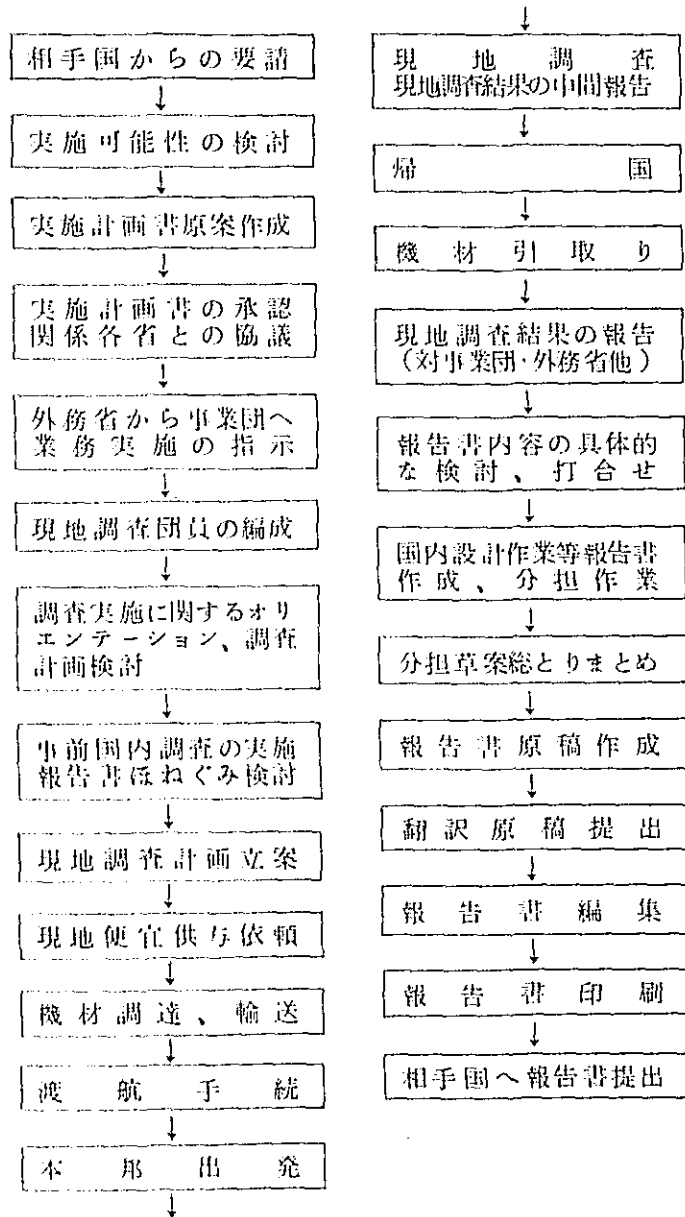 相手国からの要請
実施可能性の検討
実施計画書原案作成
実施計画書の承認
関係各省との協議
外務省から事業団へ
業務実施の指示
現地調査団員の編成
調査実施に関するオリ
エンテーション、調査
計画検討
事前国内調査の実施
報告書ほねぐみ検討
現地調査計画立案
現地便宜供与依頼
機材調達、輸送
渡航手続
本邦出発
現地調査
現地調査結果の中間報告
帰国
機材引取り
現地調査結果の報告
(対事業団・外務省他)
報告書内容の具体的
な検討、打合せ
国内設計作業等報告書
作成、分担作業
分担草案総とりまとめ
報告書原稿作成
翻訳原稿提出
報告書編集
報告書印刷
相手国へ報告書提出